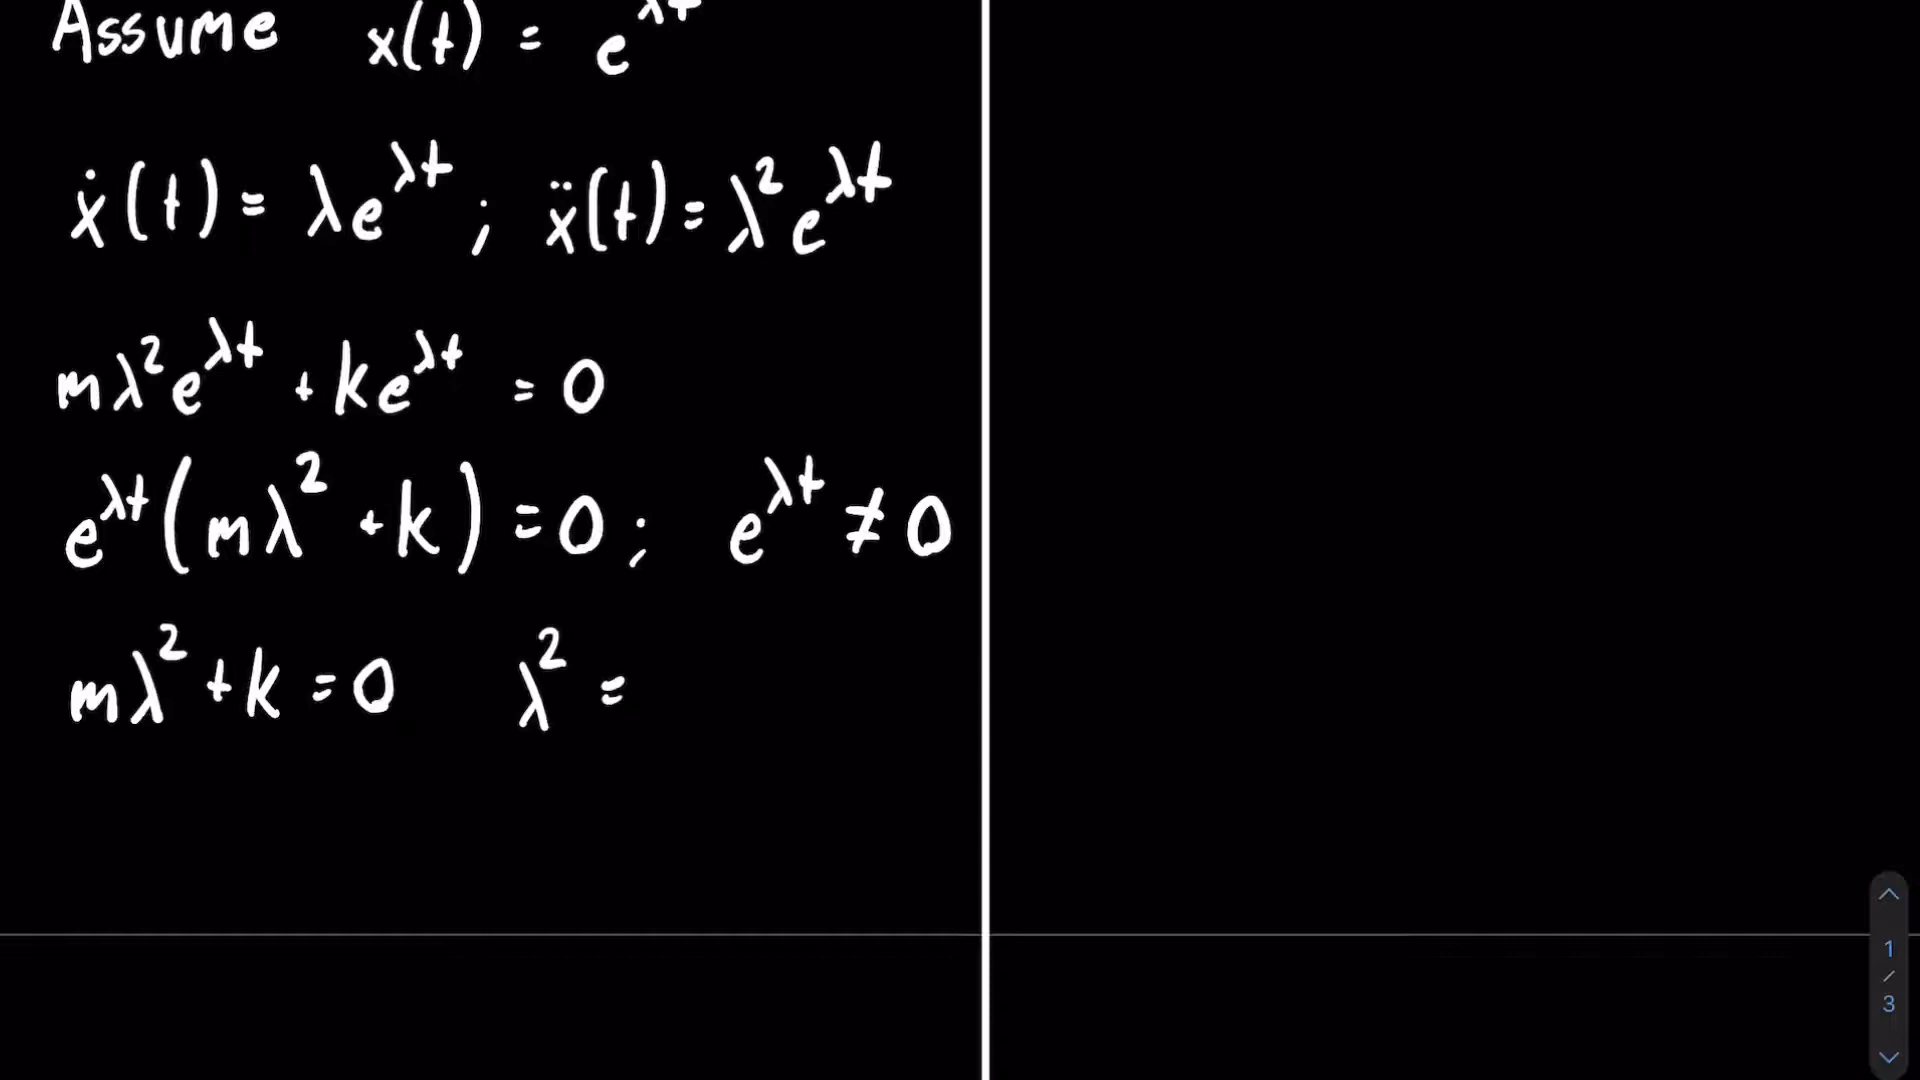 Assume x(t) = e^λt
ẋ(t) = λe^λt ; ẍ(t) = λ²e^λt
mλ²e^λt + ke^λt = 0
e^λt(mλ² + k) = 0 ; e^λt ≠ 0
mλ² + k = 0 λ² =
1
/
3